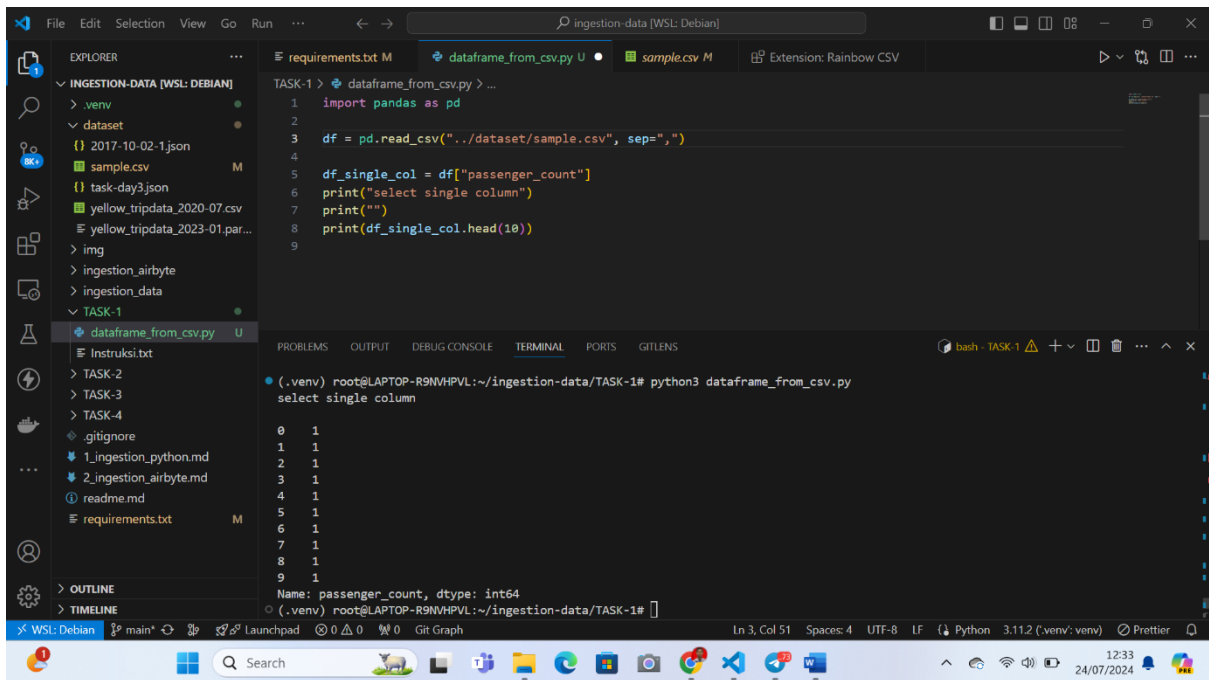 File Edit Selection View Go Run ... ingestion-data [WSL: Debian]
EXPLORER
INGESTION-DATA [WSL: DEBIAN]
.venv
dataset
{} 2017-10-02-1.json
sample.csv M
{} task-day3.json
yellow_tripdata_2020-07.csv
yellow_tripdata_2023-01.par...
img
ingestion_airbyte
ingestion_data
TASK-1
dataframe_from_csv.py U
Instruksi.txt
TASK-2
TASK-3
TASK-4
.gitignore
1_ingestion_python.md
2_ingestion_airbyte.md
readme.md
requirements.txt M
OUTLINE
TIMELINE
1
8K+
requirements.txt M dataframe_from_csv.py U sample.csv M Extension: Rainbow CSV
TASK-1 > dataframe_from_csv.py > ...
1 import pandas as pd
2
3 df = pd.read_csv("../dataset/sample.csv", sep=",")
4
5 df_single_col = df["passenger_count"]
6 print("select single column")
7 print("")
8 print(df_single_col.head(10))
9
PROBLEMS OUTPUT DEBUG CONSOLE TERMINAL PORTS GITLENS bash - TASK-1
(.venv) root@LAPTOP-R9NVHPVL:~/ingestion-data/TASK-1# python3 dataframe_from_csv.py
select single column
0 1
1 1
2 1
3 1
4 1
5 1
6 1
7 1
8 1
9 1
Name: passenger_count, dtype: int64
(.venv) root@LAPTOP-R9NVHPVL:~/ingestion-data/TASK-1#
WSL: Debian main* Launchpad 0 0 0 Git Graph Ln 3, Col 51 Spaces: 4 UTF-8 LF Python 3.11.2 ('.venv': venv) Prettier
1 Search 12:33
24/07/2024
PRE